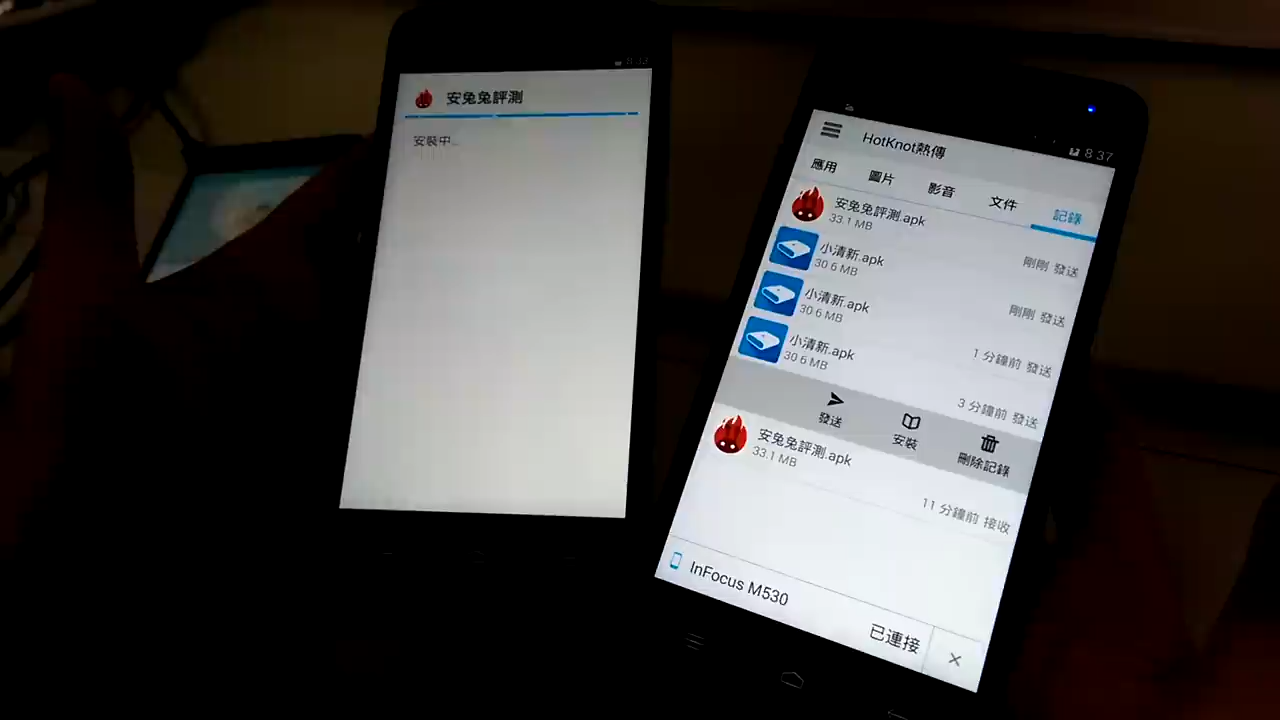 8:33
安兔兔評測
安裝中...
8:37
HotKnot熱傳
應用
圖片
影音
文件
記錄
安兔兔評測.apk
33.1 MB
剛剛 發送
小清新.apk
30.6 MB
剛剛 發送
小清新.apk
30.6 MB
1 分鐘前 發送
小清新.apk
30.6 MB
3 分鐘前 發送
發送
安裝
刪除記錄
安兔兔評測.apk
33.1 MB
11 分鐘前 接收
InFocus M530
已連接